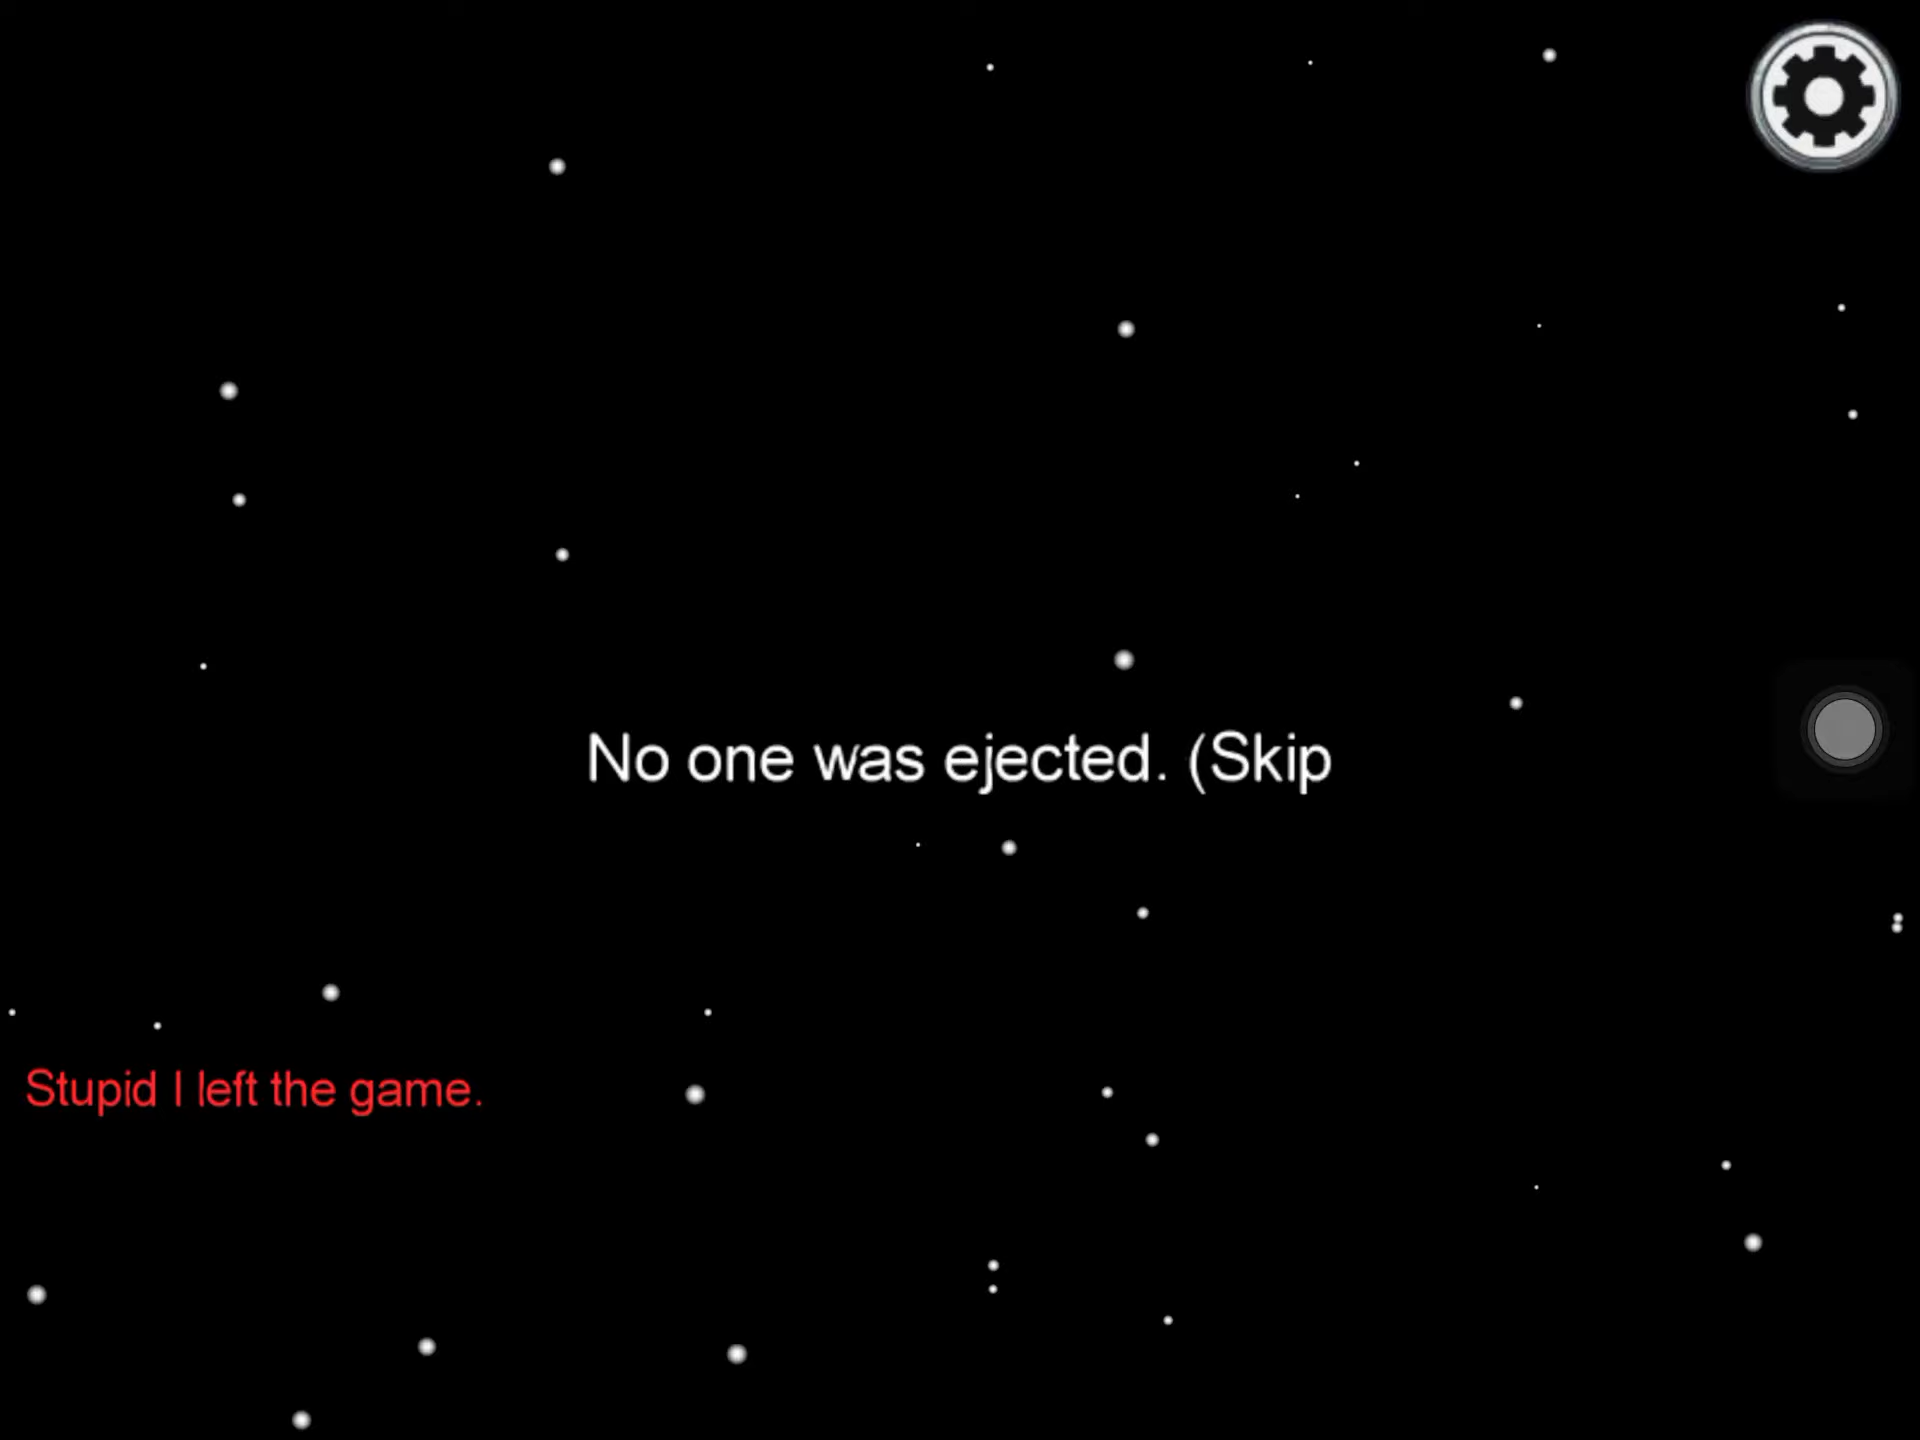 No one was ejected. (Skip
Stupid I left the game.